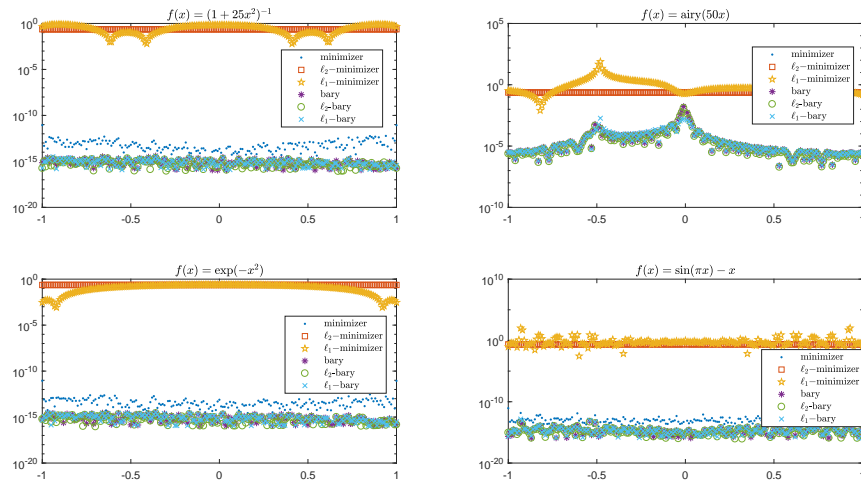 f(x) = (1 + 25x²)⁻¹
10⁰
10⁻⁵
10⁻¹⁰
10⁻¹⁵
10⁻²⁰
-1
-0.5
0
0.5
1
minimizer
ℓ₂−minimizer
ℓ₁−minimizer
bary
ℓ₂-bary
ℓ₁−bary
f(x) = airy(50x)
10⁵
10⁰
10⁻⁵
10⁻¹⁰
-1
-0.5
0
0.5
1
minimizer
ℓ₂−minimizer
ℓ₁−minimizer
bary
ℓ₂-bary
ℓ₁−bary
f(x) = exp(−x²)
10⁰
10⁻⁵
10⁻¹⁰
10⁻¹⁵
10⁻²⁰
-1
-0.5
0
0.5
1
minimizer
ℓ₂−minimizer
ℓ₁−minimizer
bary
ℓ₂-bary
ℓ₁−bary
f(x) = sin(πx) − x
10¹⁰
10⁰
10⁻¹⁰
10⁻²⁰
-1
-0.5
0
0.5
1
minimizer
ℓ₂−minimizer
ℓ₁−minimizer
bary
ℓ₂-bary
ℓ₁−bary